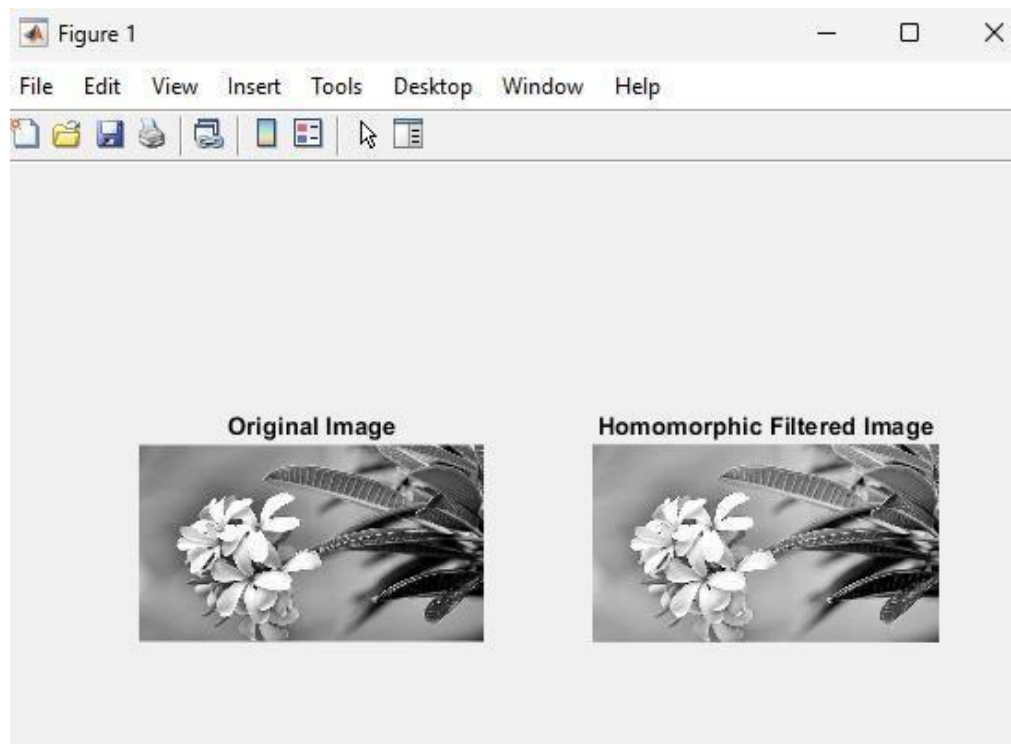 Figure 1
File Edit View Insert Tools Desktop Window Help
Original Image
Homomorphic Filtered Image